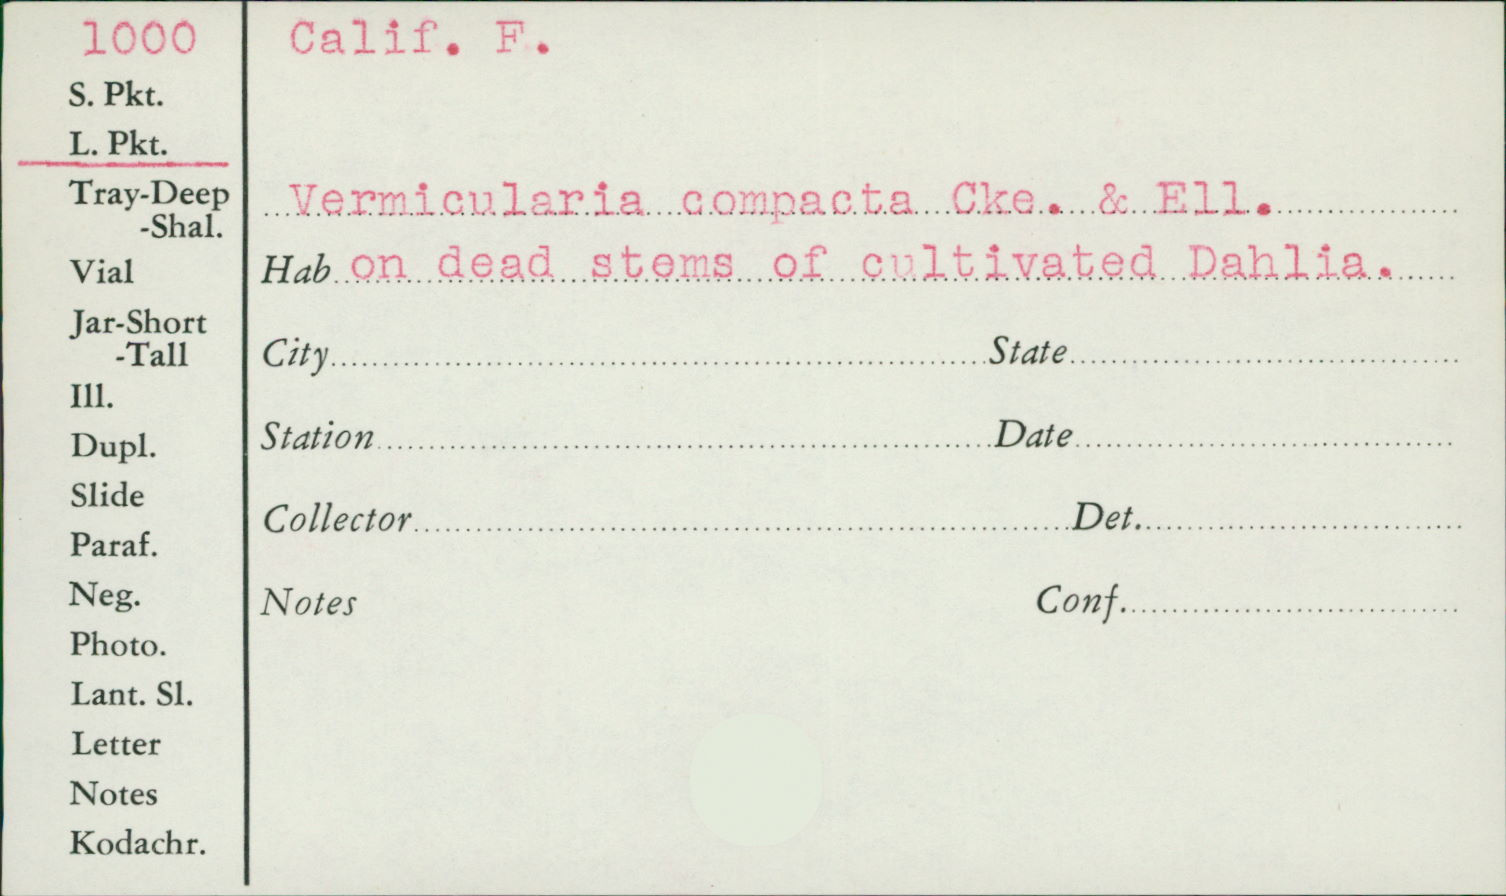 1000
Calif. F.
S. Pkt.
L. Pkt.
Tray-Deep
-Shal.
Vial
Jar-Short
-Tall
Ill.
Dupl.
Slide
Paraf.
Neg.
Photo.
Lant. Sl.
Letter
Notes
Kodachr.
Vermicularia compacta Cke. & Ell.
Hab on dead stems of cultivated Dahlia.
City State
Station Date
Collector Det.
Notes Conf.